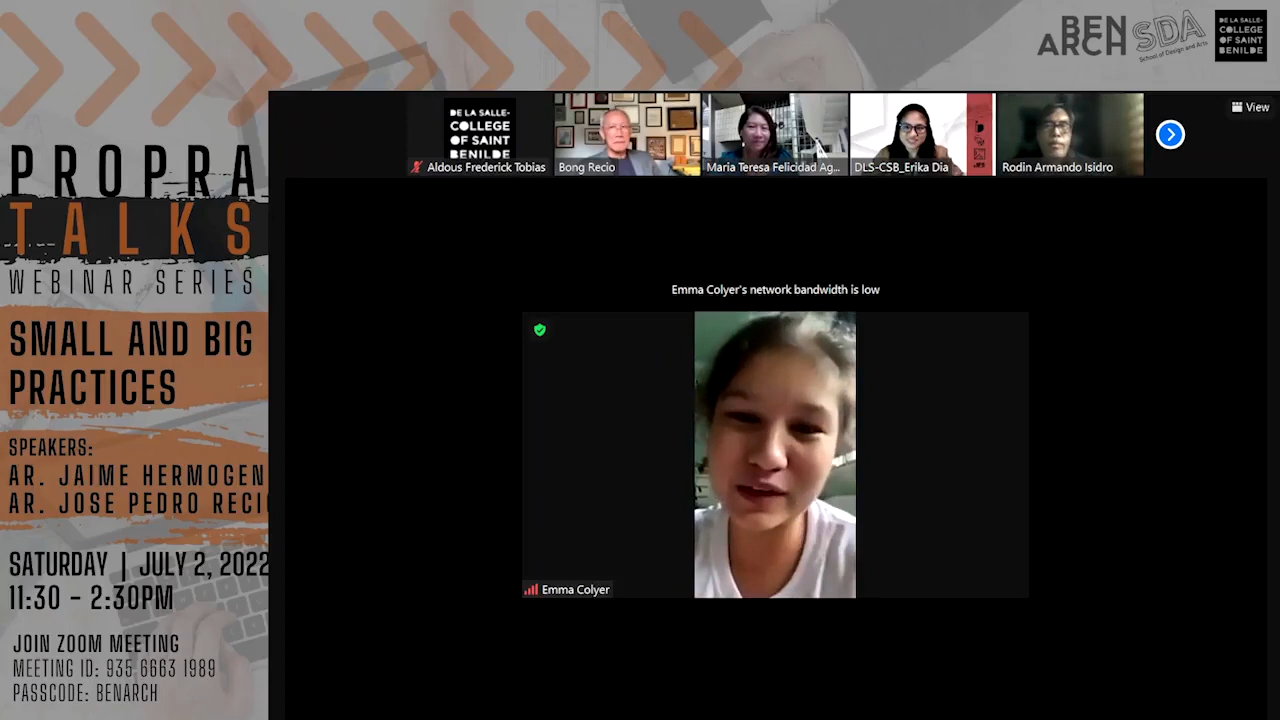 BEN
ARCH
SDA
School of Design and Arts
DE LA SALLE-
COLLEGE
OF SAINT
BENILDE
View
DE LA SALLE-
COLLEGE
OF SAINT
BENILDE
Aldous Frederick Tobias
Bong Recio
Maria Teresa Felicidad Ag...
DLS-CSB_Erika Dia
Rodin Armando Isidro
PROPRA
TALKS
WEBINAR SERIES
SMALL AND BIG
PRACTICES
SPEAKERS:
AR. JAIME HERMOGEN
AR. JOSE PEDRO RECIO
SATURDAY | JULY 2, 2022
11:30 - 2:30PM
JOIN ZOOM MEETING
MEETING ID: 935 6663 1989
PASSCODE: BENARCH
Emma Colyer's network bandwidth is low
Emma Colyer